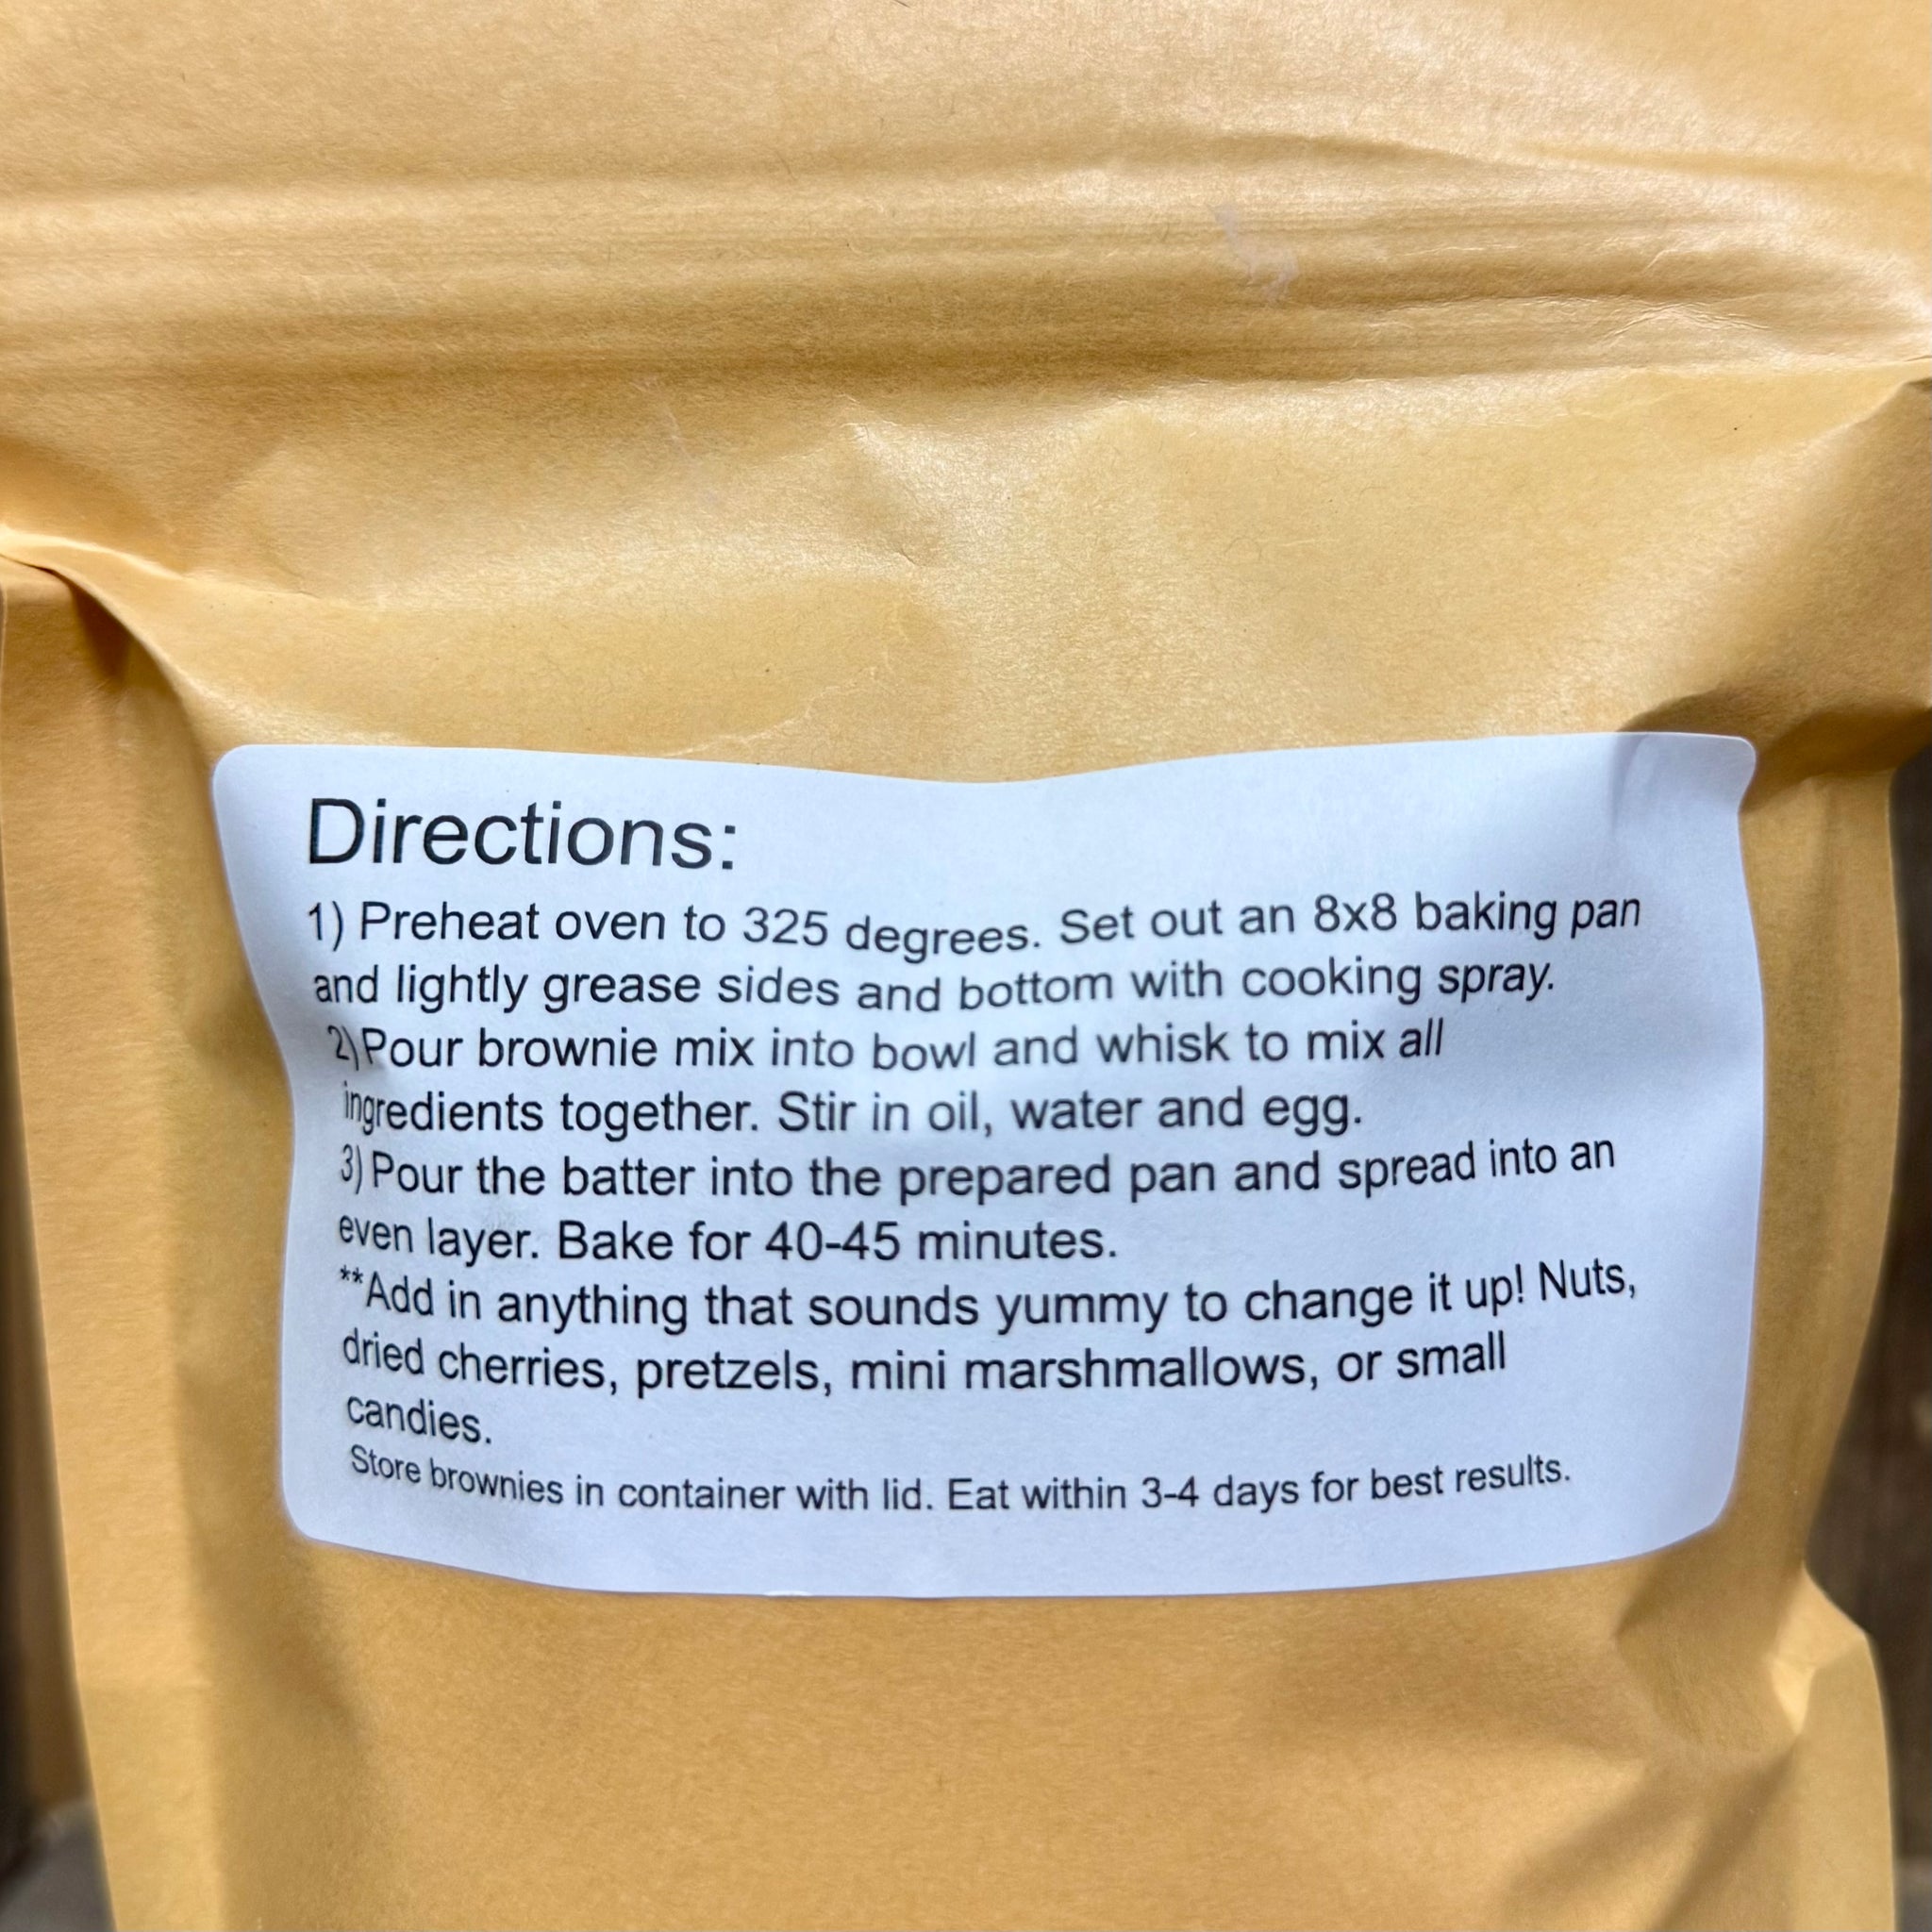 Directions:
1) Preheat oven to 325 degrees. Set out an 8x8 baking pan
and lightly grease sides and bottom with cooking spray.
2)Pour brownie mix into bowl and whisk to mix all
ingredients together. Stir in oil, water and egg.
3)Pour the batter into the prepared pan and spread into an
even layer. Bake for 40-45 minutes.
**Add in anything that sounds yummy to change it up! Nuts,
dried cherries, pretzels, mini marshmallows, or small
candies.
Store brownies in container with lid. Eat within 3-4 days for best results.